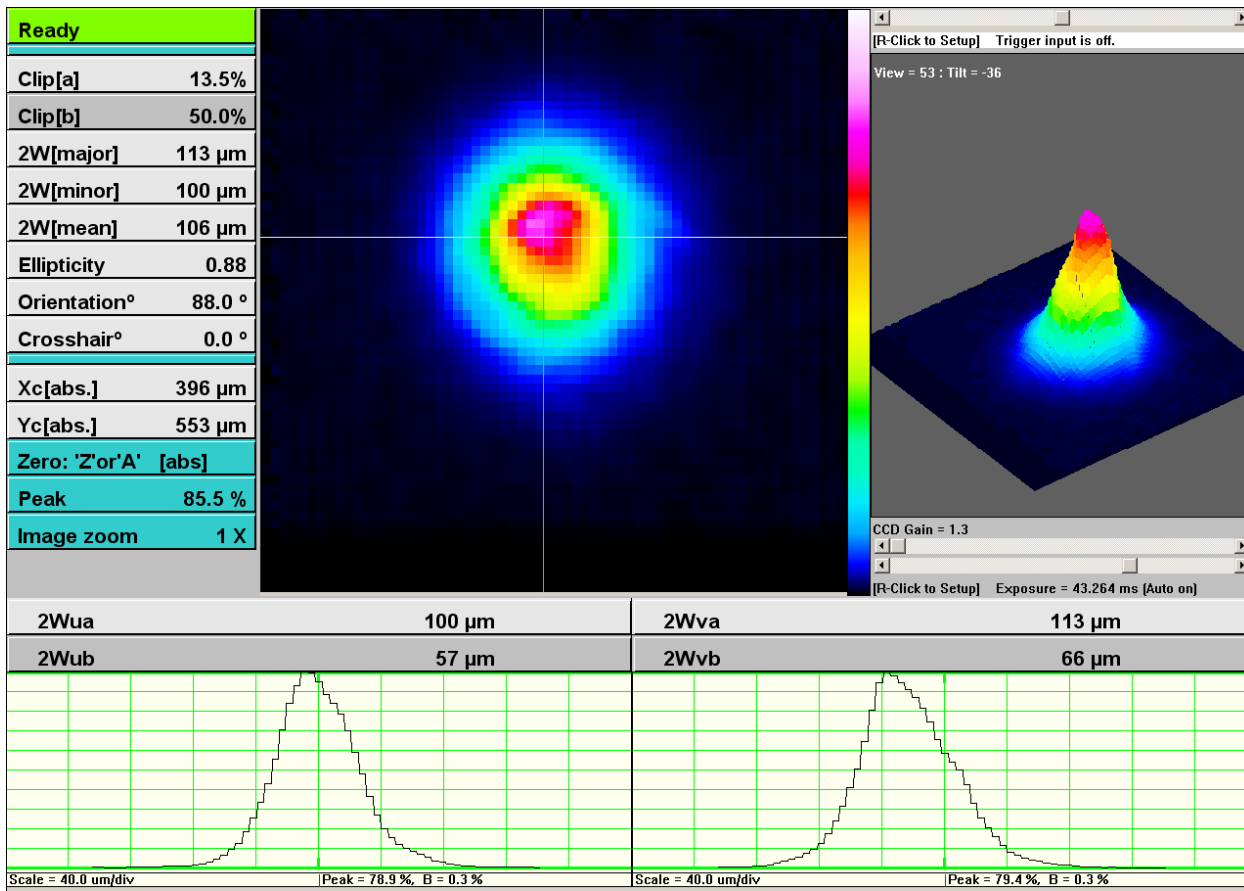 Ready
Clip[a] 13.5%
Clip[b] 50.0%
2W[major] 113 µm
2W[minor] 100 µm
2W[mean] 106 µm
Ellipticity 0.88
Orientationº 88.0 º
Crosshairº 0.0 º
Xc[abs.] 396 µm
Yc[abs.] 553 µm
Zero: 'Z'or'A' [abs]
Peak 85.5 %
Image zoom 1 X
[R-Click to Setup] Trigger input is off.
View = 53 : Tilt = -36
CCD Gain = 1.3
[R-Click to Setup] Exposure = 43.264 ms (Auto on)
2Wua 100 µm
2Wub 57 µm
Scale = 40.0 um/div Peak = 78.9 %, B = 0.3 %
2Wva 113 µm
2Wvb 66 µm
Scale = 40.0 um/div Peak = 79.4 %, B = 0.3 %